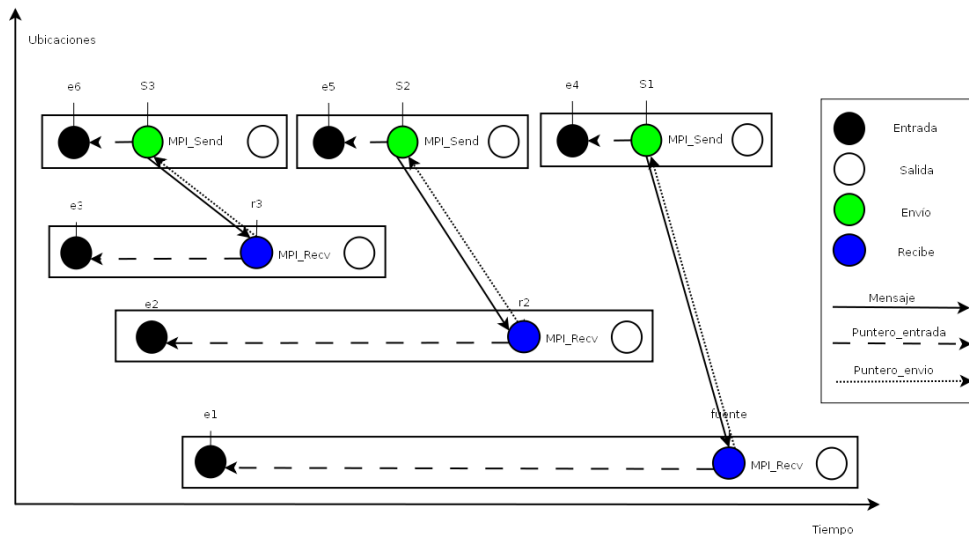 Ubicaciones
e6
S3
e5
S2
e4
S1
MPI_Send
MPI_Send
MPI_Send
e3
r3
MPI_Recv
e2
r2
MPI_Recv
e1
fuente
MPI_Recv
Tiempo
Entrada
Salida
Envio
Recibe
Mensaje
Puntero_entrada
Puntero_envio